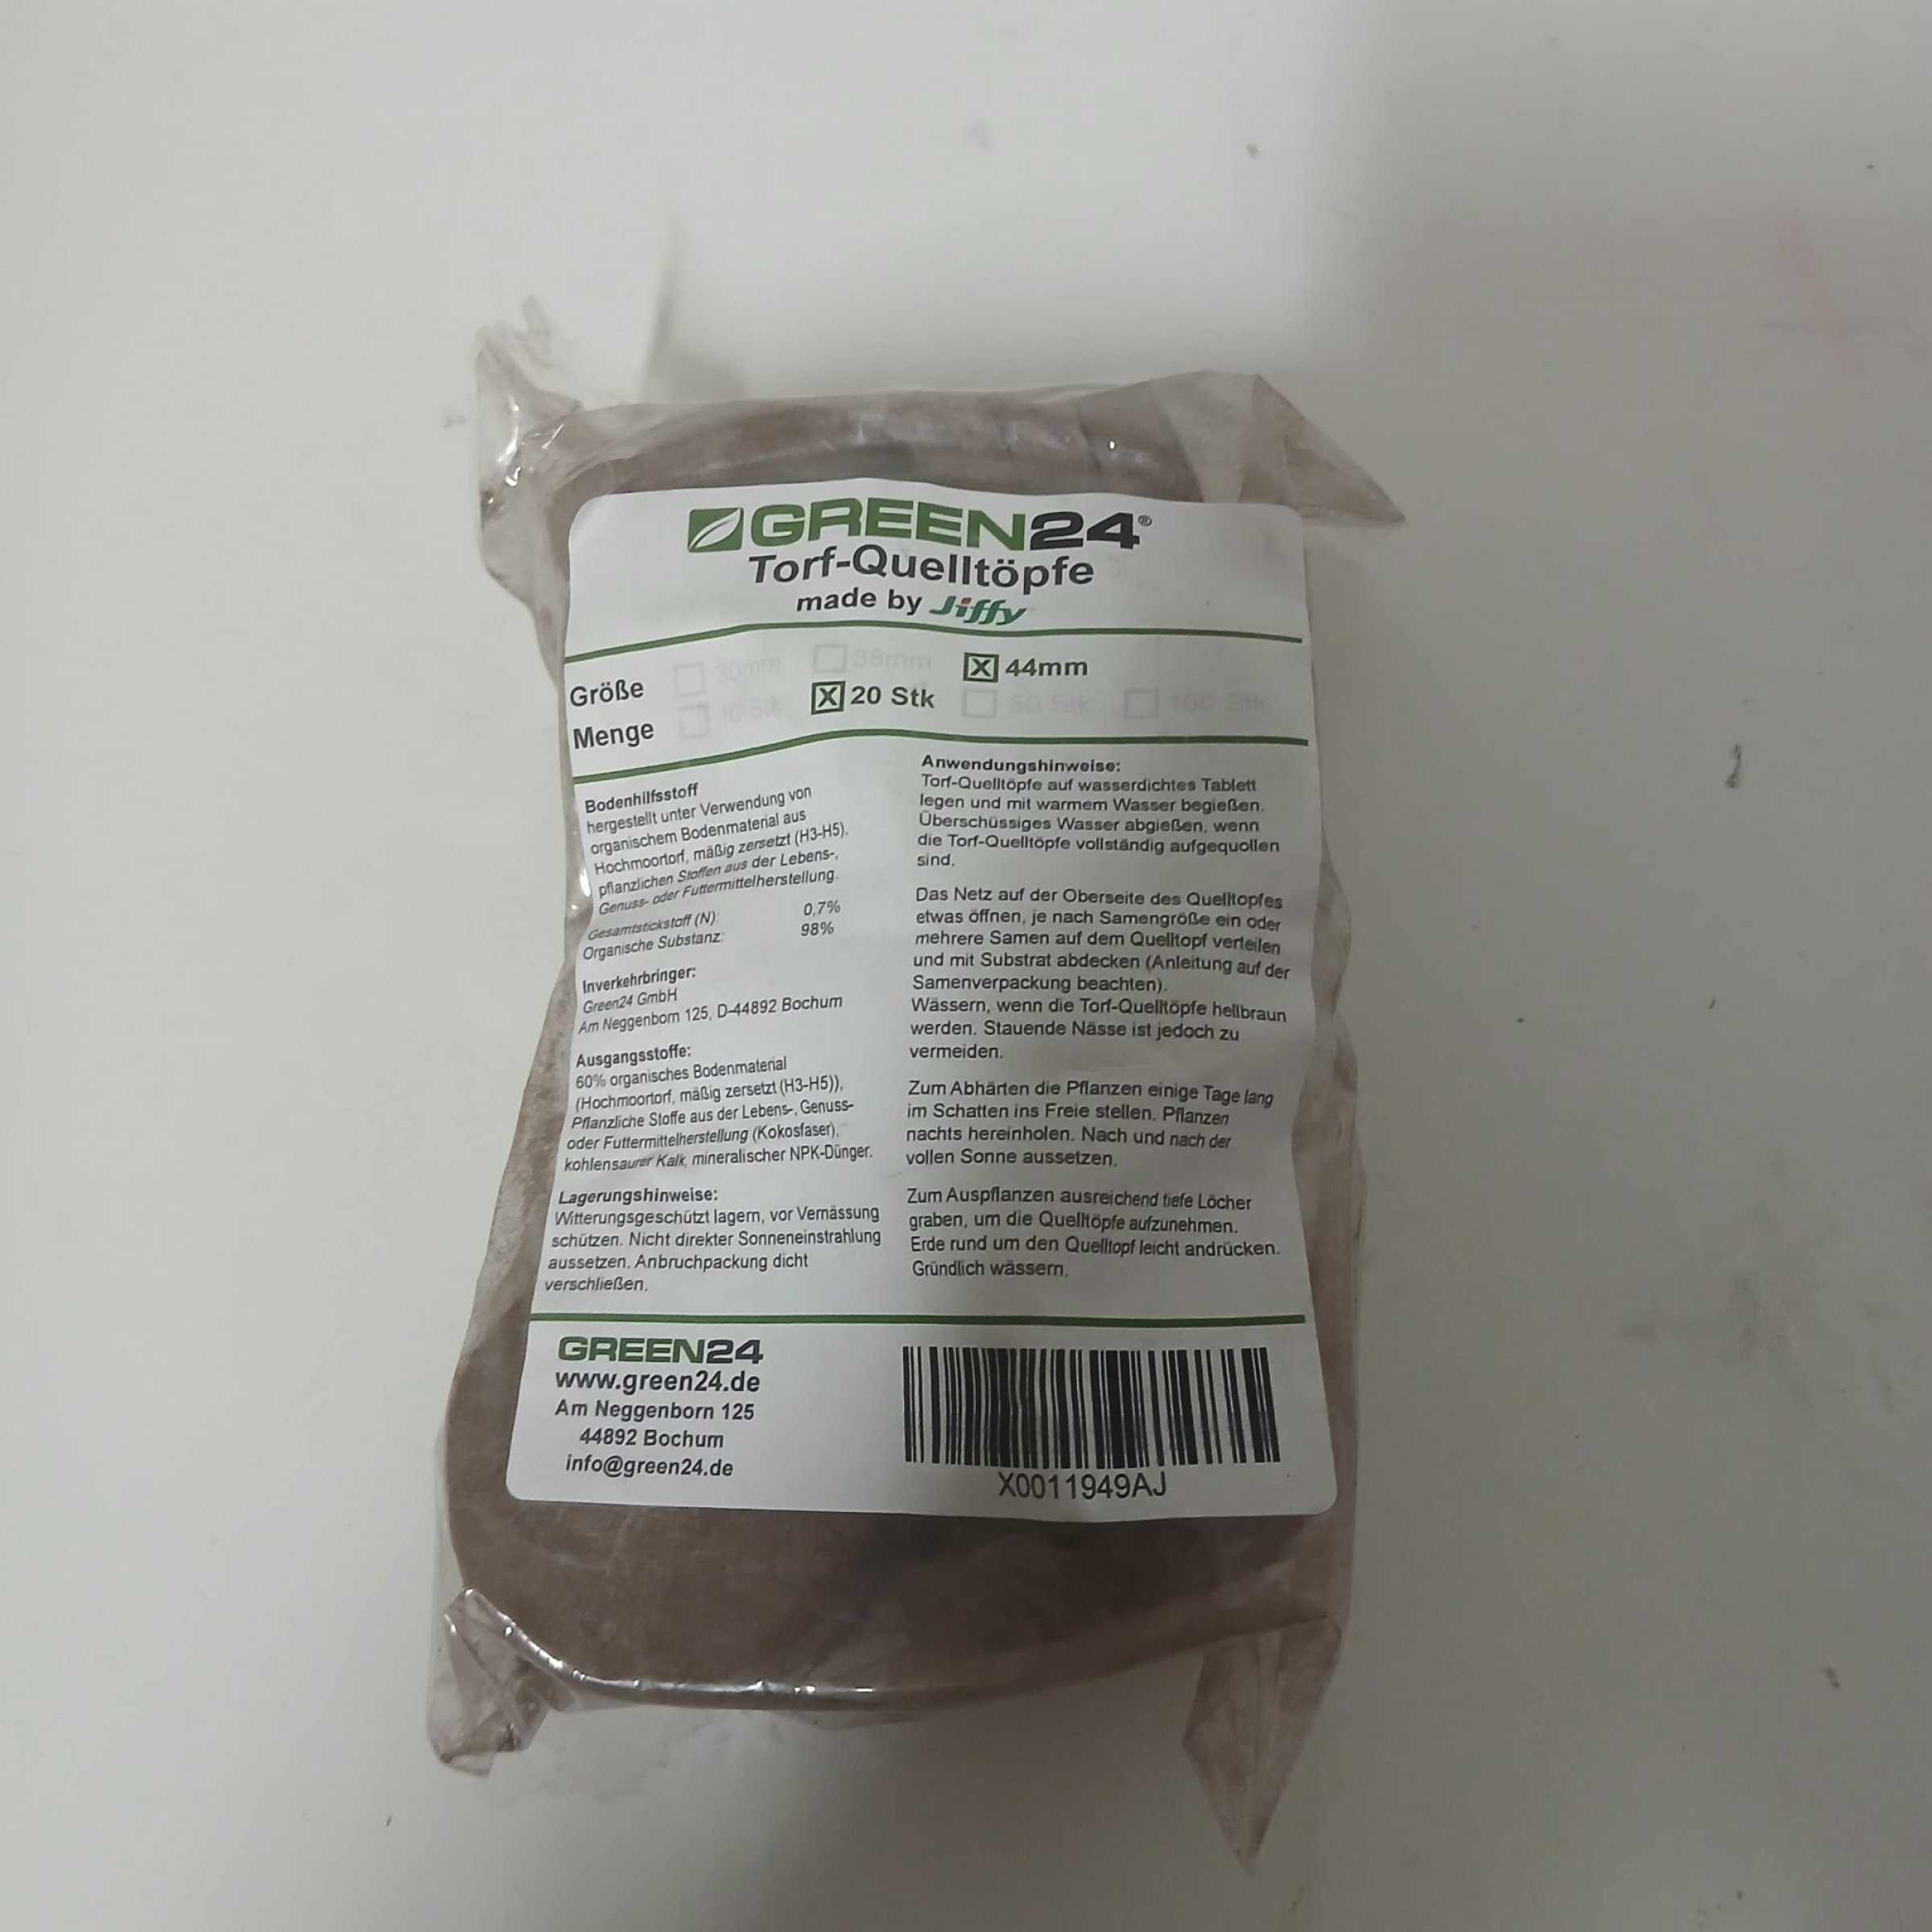 GREEN24®
Torf-Quelltöpfe
made by Jiffy
Größe 30mm 38mm X 44mm
Menge 10 Stk X 20 Stk 50 Stk 100 Stk
Bodenhilfsstoff
hergestellt unter Verwendung von
organischem Bodenmaterial aus
Hochmoortorf, mäßig zersetzt (H3-H5),
pflanzlichen Stoffen aus der Lebens-,
Genuss- oder Futtermittelherstellung.
Gesamtstickstoff (N): 0,7%
Organische Substanz: 98%
Inverkehrbringer:
Green24 GmbH
Am Neggenborn 125, D-44892 Bochum
Ausgangsstoffe:
60% organisches Bodenmaterial
(Hochmoortorf, mäßig zersetzt (H3-H5)),
Pflanzliche Stoffe aus der Lebens-, Genuss-
oder Futtermittelherstellung (Kokosfaser),
kohlensaurer Kalk, mineralischer NPK-Dünger.
Lagerungshinweise:
Witterungsgeschützt lagern, vor Vernässung
schützen. Nicht direkter Sonneneinstrahlung
aussetzen. Anbruchpackung dicht
verschließen.
Anwendungshinweise:
Torf-Quelltöpfe auf wasserdichtes Tablett
legen und mit warmem Wasser begießen.
Überschüssiges Wasser abgießen, wenn
die Torf-Quelltöpfe vollständig aufgequollen
sind.
Das Netz auf der Oberseite des Quelltopfes
etwas öffnen, je nach Samengröße ein oder
mehrere Samen auf dem Quelltopf verteilen
und mit Substrat abdecken (Anleitung auf der
Samenverpackung beachten).
Wässern, wenn die Torf-Quelltöpfe hellbraun
werden. Stauende Nässe ist jedoch zu
vermeiden.
Zum Abhärten die Pflanzen einige Tage lang
im Schatten ins Freie stellen. Pflanzen
nachts hereinholen. Nach und nach der
vollen Sonne aussetzen.
Zum Auspflanzen ausreichend tiefe Löcher
graben, um die Quelltöpfe aufzunehmen.
Erde rund um den Quelltopf leicht andrücken.
Gründlich wässern.
GREEN24
www.green24.de
Am Neggenborn 125
44892 Bochum
info@green24.de
X0011949AJ